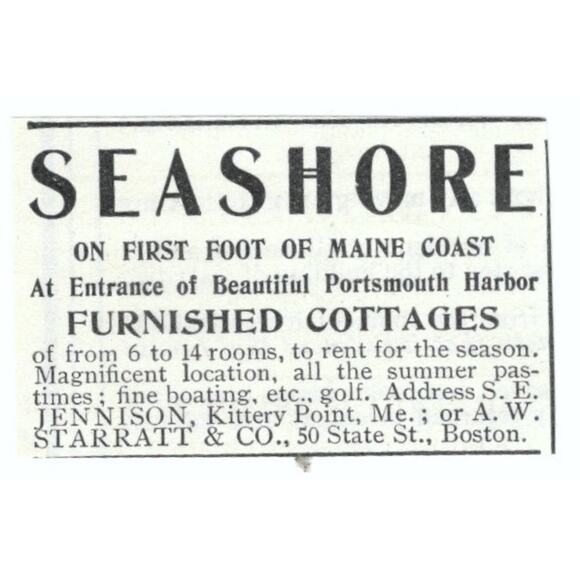 SEASHORE
ON FIRST FOOT OF MAINE COAST
At Entrance of Beautiful Portsmouth Harbor
FURNISHED COTTAGES
of from 6 to 14 rooms, to rent for the season.
Magnificent location, all the summer pas-
times; fine boating, etc., golf. Address S. E.
JENNISON, Kittery Point, Me.; or A. W.
STARRATT & CO., 50 State St., Boston.